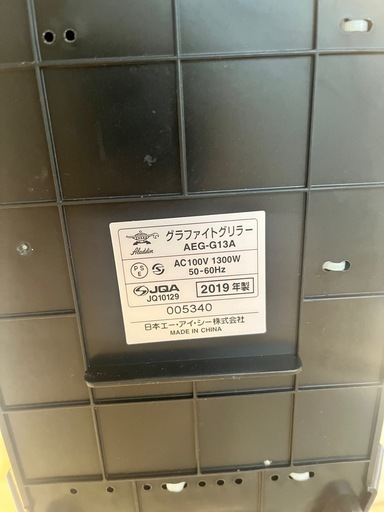 グラファイトグリラー
Aladdin AEG-G13A
AC100V 1300W
PS E 50-60Hz
JQA
JQ10129 2019年製
005340
日本エー・アイ・シー株式会社
MADE IN CHINA